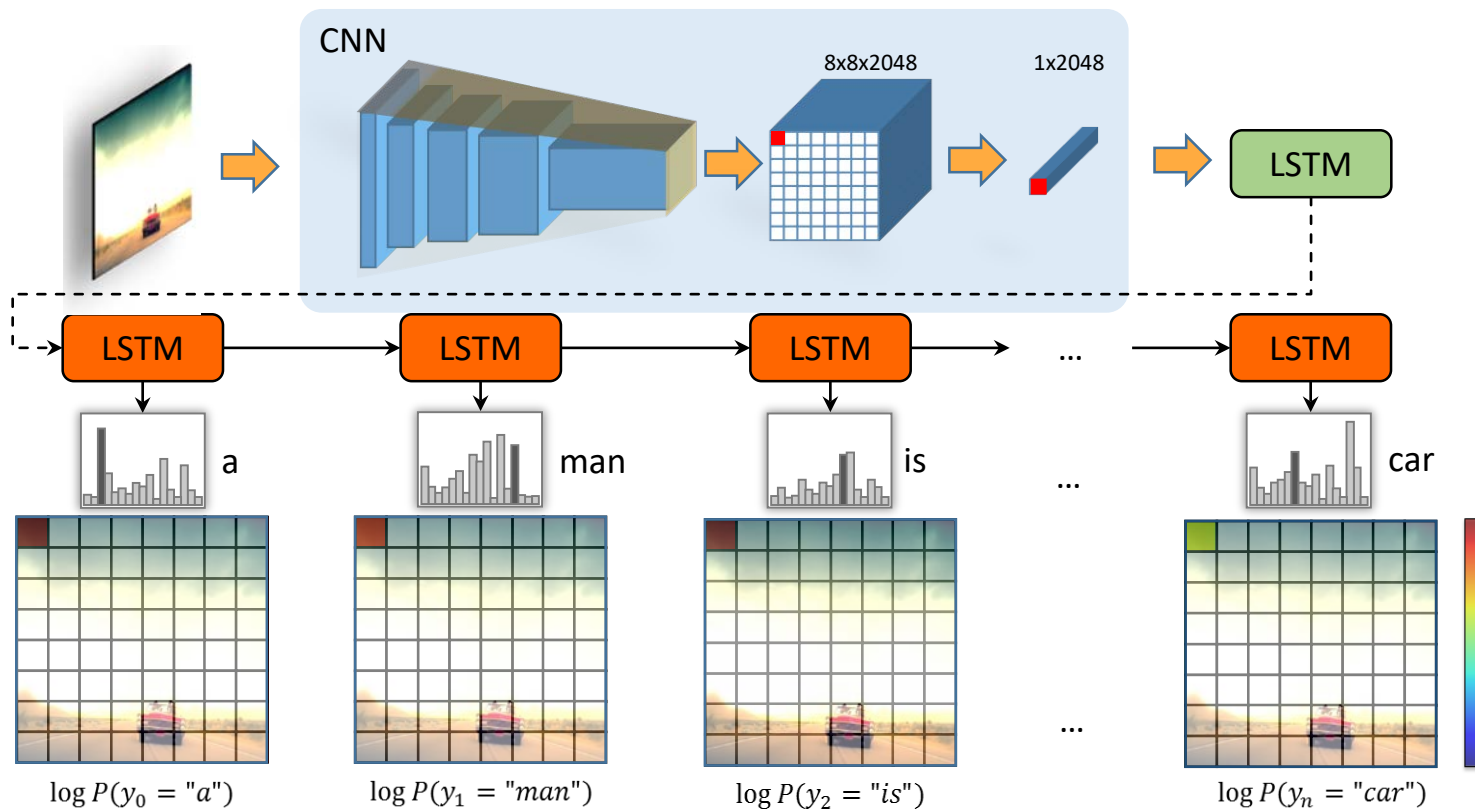 CNN
8x8x2048
1x2048
LSTM
LSTM
LSTM
LSTM
...
LSTM
a
man
is
...
car
...
log P(y₀ = "a")
log P(y₁ = "man")
log P(y₂ = "is")
log P(yₙ = "car")